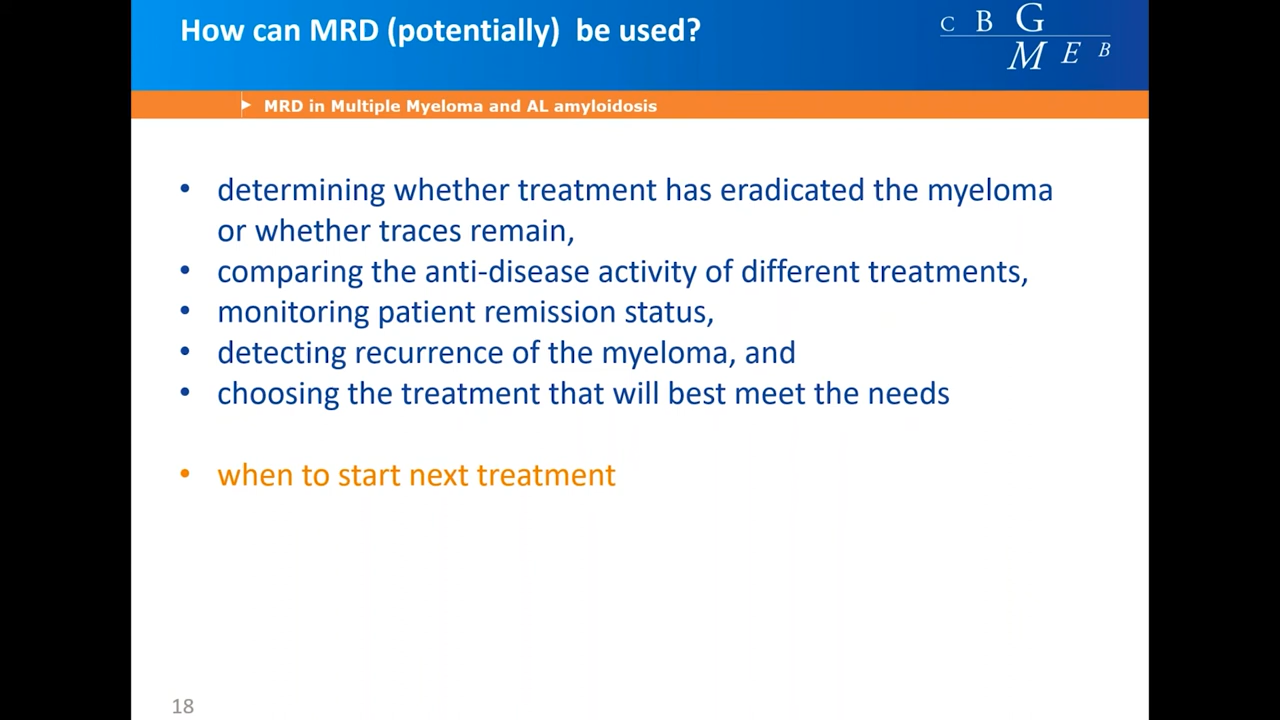 How can MRD (potentially)  be used?
C B G
M E B
MRD in Multiple Myeloma and AL amyloidosis
• determining whether treatment has eradicated the myeloma
or whether traces remain,
• comparing the anti-disease activity of different treatments,
• monitoring patient remission status,
• detecting recurrence of the myeloma, and
• choosing the treatment that will best meet the needs
• when to start next treatment
18